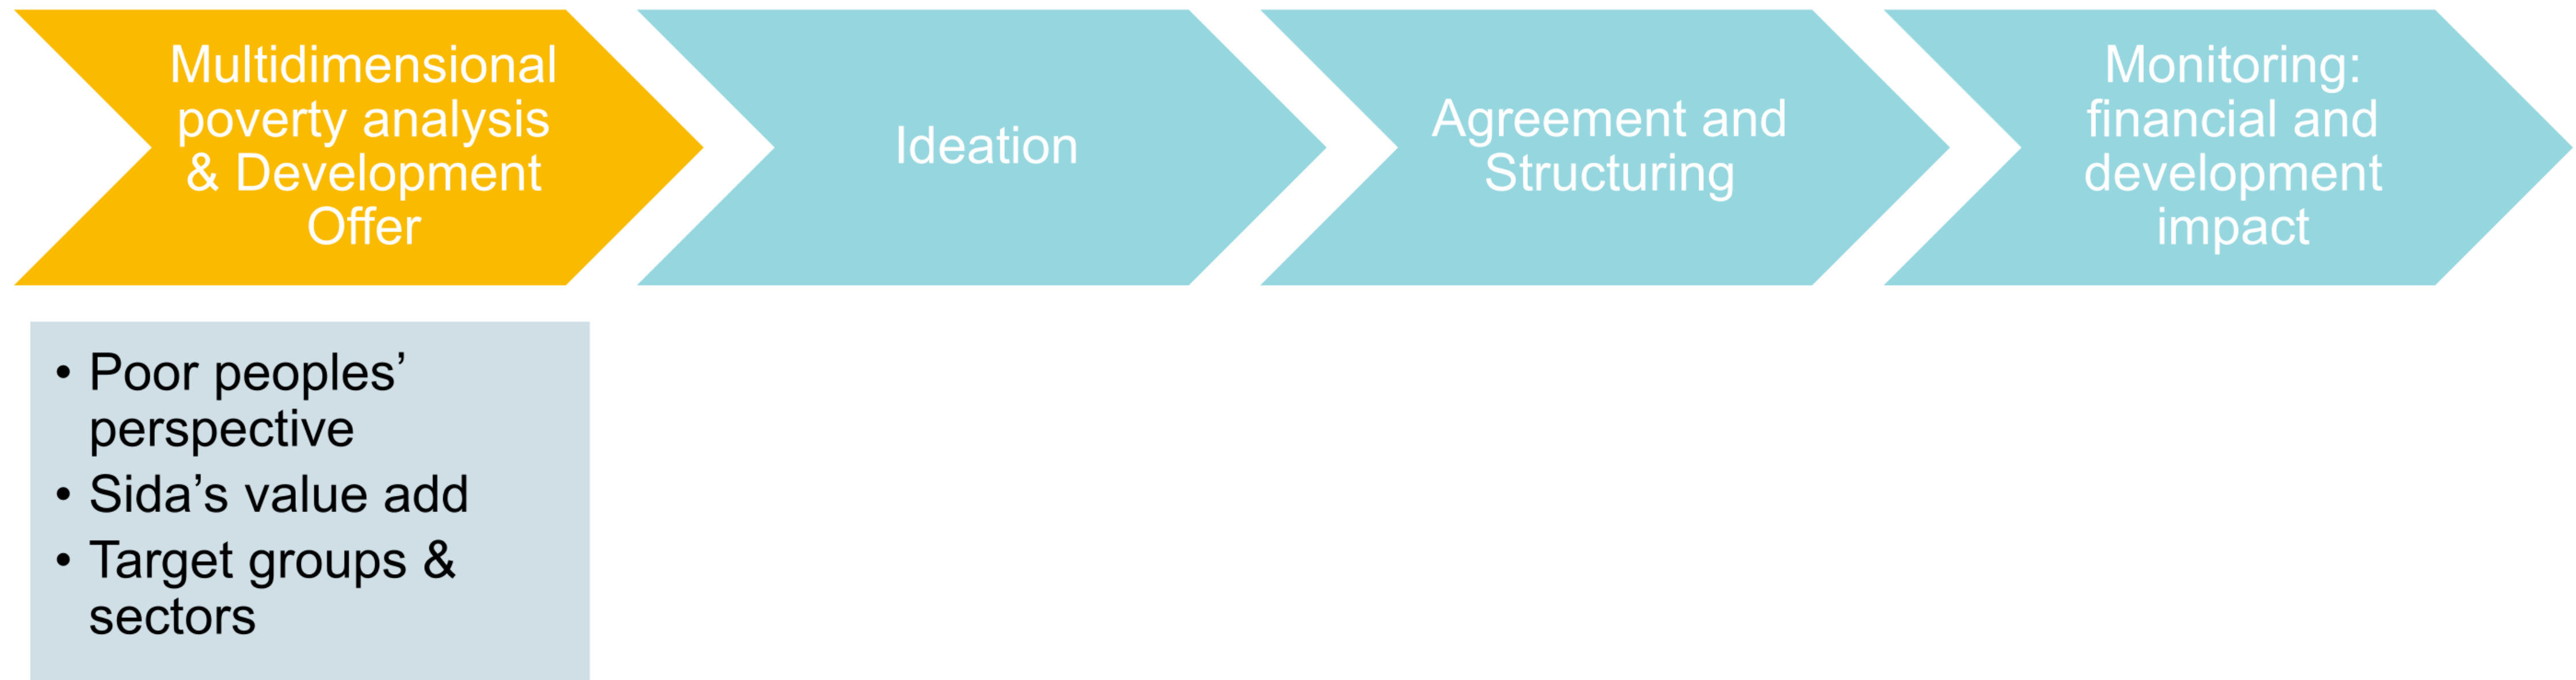 Multidimensional
poverty analysis
& Development
Offer
Ideation
Agreement and
Structuring
Monitoring:
financial and
development
impact
• Poor peoples’
perspective
• Sida’s value add
• Target groups &
sectors